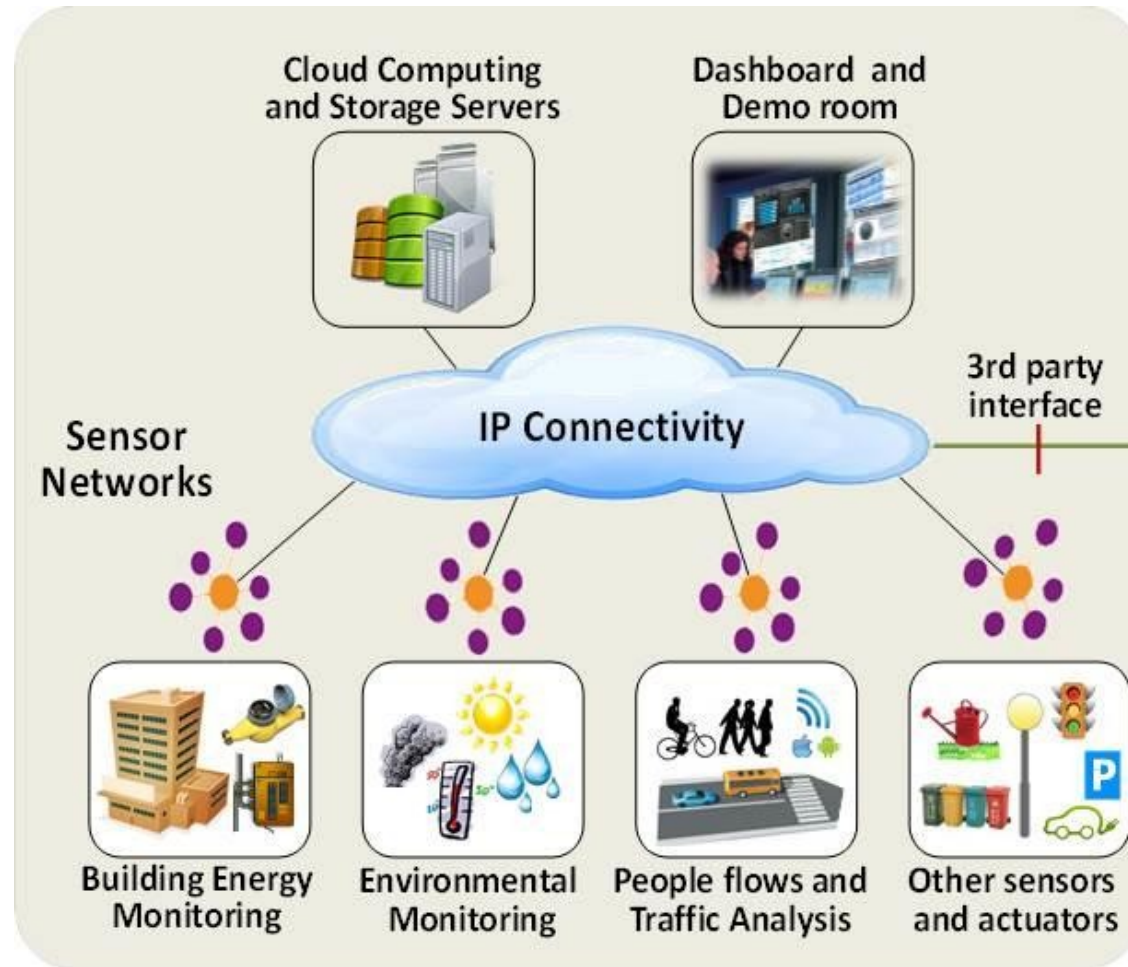 Cloud Computing
and Storage Servers
Dashboard and
Demo room
3rd party
interface
IP Connectivity
Sensor
Networks
P
Building Energy
Monitoring
Environmental
Monitoring
People flows and
Traffic Analysis
Other sensors
and actuators